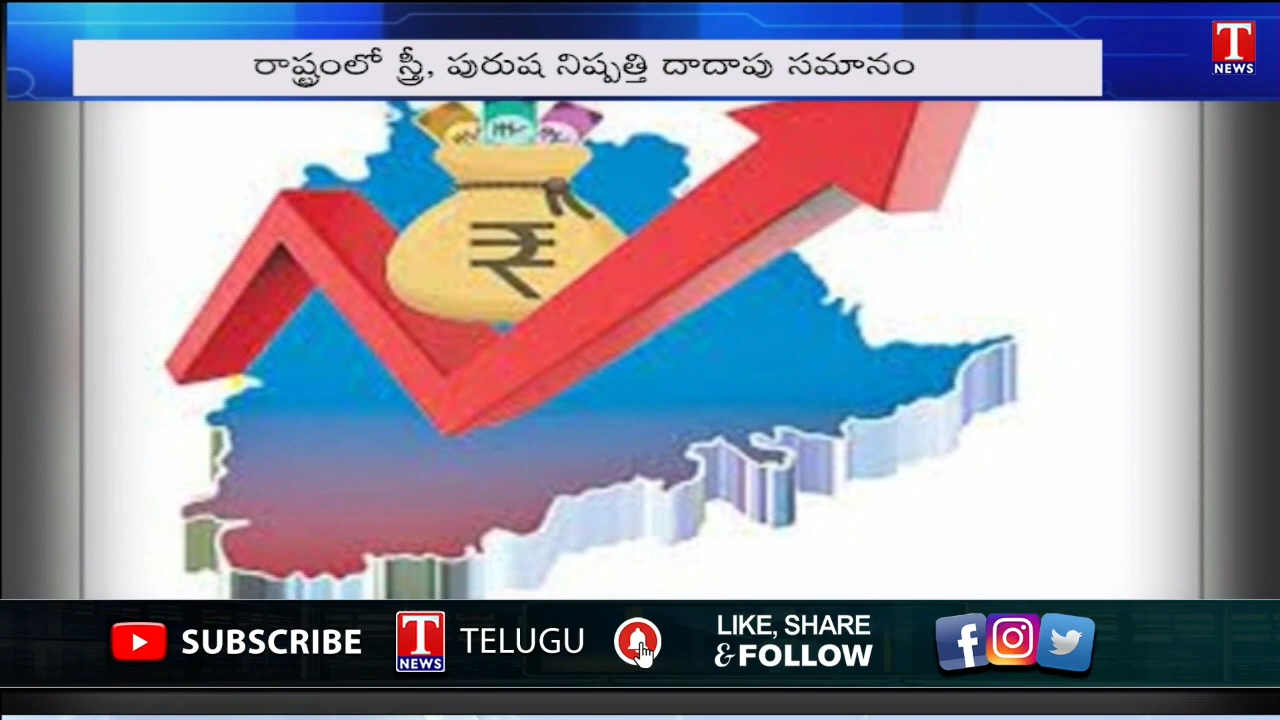 రాష్ట్రంలో స్త్రీ, పురుష నిష్పత్తి దాదాపు సమానం
T
NEWS
₹
SUBSCRIBE
T
NEWS
TELUGU
LIKE, SHARE
& FOLLOW